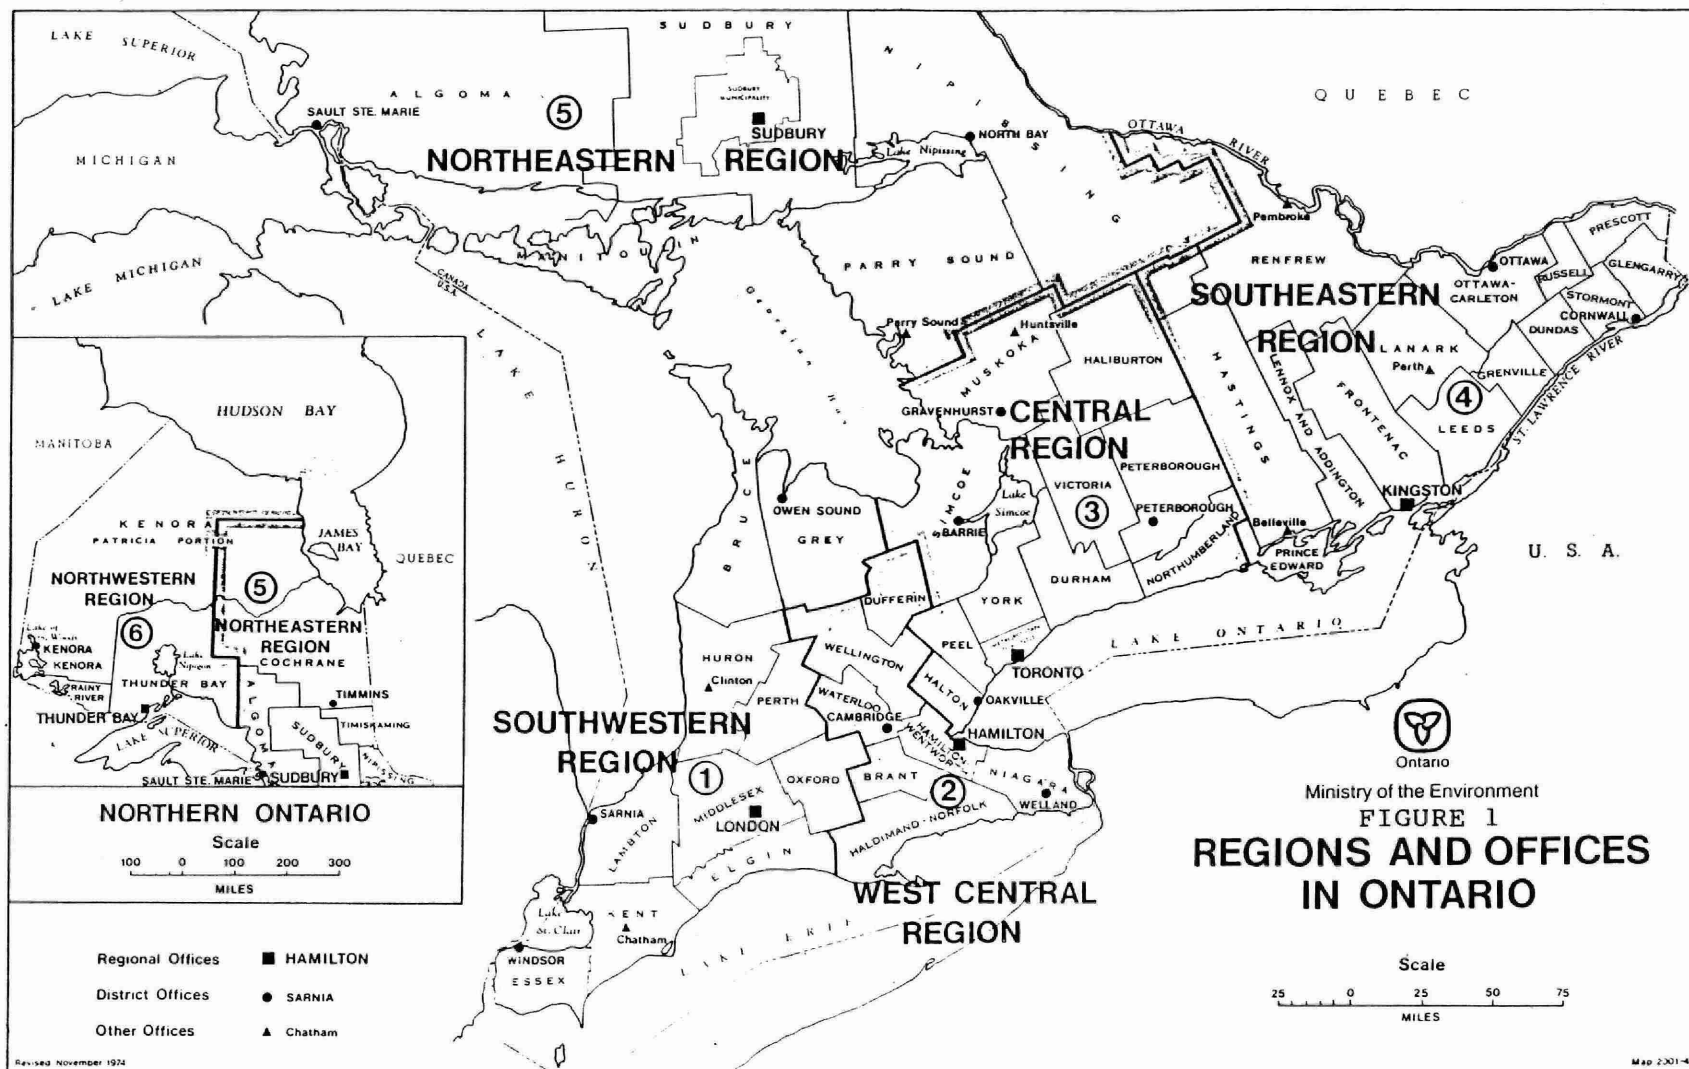 LAKE SUPERIOR
SUDBURY
NIPISSING
ALGOMA
SUDBURY
MUNICIPALITY
QUEBEC
SAULT STE. MARIE
5
SUDBURY
NORTH BAY
OTTAWA
RIVER
MICHIGAN
NORTHEASTERN REGION
Lake Nipissing
Pembroke
PRESCOTT
MANITOULIN
PARRY SOUND
RENFREW
OTTAWA
RUSSELL
GLENGARRY
LAKE MICHIGAN
CANADA
U.S.A.
OTTAWA-
CARLETON
STORMONT
CORNWALL
DUNDAS
SOUTHEASTERN
REGION
Georgian Bay
Parry Sound
Huntsville
MUSKOKA
HALIBURTON
HASTINGS
LENNOX AND ADDINGTON
FRONTENAC
LANARK
Perth
GRENVILLE
4
LEEDS
ST. LAWRENCE RIVER
LAKE HURON
GRAVENHURST
CENTRAL
REGION
HUDSON BAY
MANITOBA
BRUCE
SIMCOE
Lake
Simcoe
VICTORIA
3
PETERBOROUGH
PETERBOROUGH
KINGSTON
OWEN SOUND
GREY
BARRIE
NORTHUMBERLAND
Belleville
PRINCE
EDWARD
U. S. A.
KENORA
PATRICIA PORTION
JAMES
BAY
QUEBEC
NORTHWESTERN
REGION
5
DUFFERIN
YORK
DURHAM
6
NORTHEASTERN
REGION
COCHRANE
Lake of
the Woods
KENORA
KENORA
Lake
Nipigon
RAINY
RIVER
THUNDER BAY
THUNDER BAY
ALGOMA
TIMMINS
TIMISKAMING
SUDBURY
NIPISSING
LAKE SUPERIOR
SAULT STE. MARIE
SUDBURY
PEEL
LAKE ONTARIO
TORONTO
HURON
Clinton
WELLINGTON
HALTON
PERTH
WATERLOO
CAMBRIDGE
OAKVILLE
HAMILTON
WENTWORTH
HAMILTON
SOUTHWESTERN
REGION
1
OXFORD
BRANT
2
NIAGARA
WELLAND
MIDDLESEX
LONDON
SARNIA
LAMBTON
ELGIN
HALDIMAND-NORFOLK
Ontario
Ministry of the Environment
FIGURE 1
REGIONS AND OFFICES
IN ONTARIO
NORTHERN ONTARIO
Scale
100 0 100 200 300
MILES
WEST CENTRAL
REGION
Lake
St. Clair
KENT
Chatham
LAKE ERIE
WINDSOR
ESSEX
Regional Offices HAMILTON
District Offices SARNIA
Other Offices Chatham
Scale
25 0 25 50 75
MILES
Revised November 1974